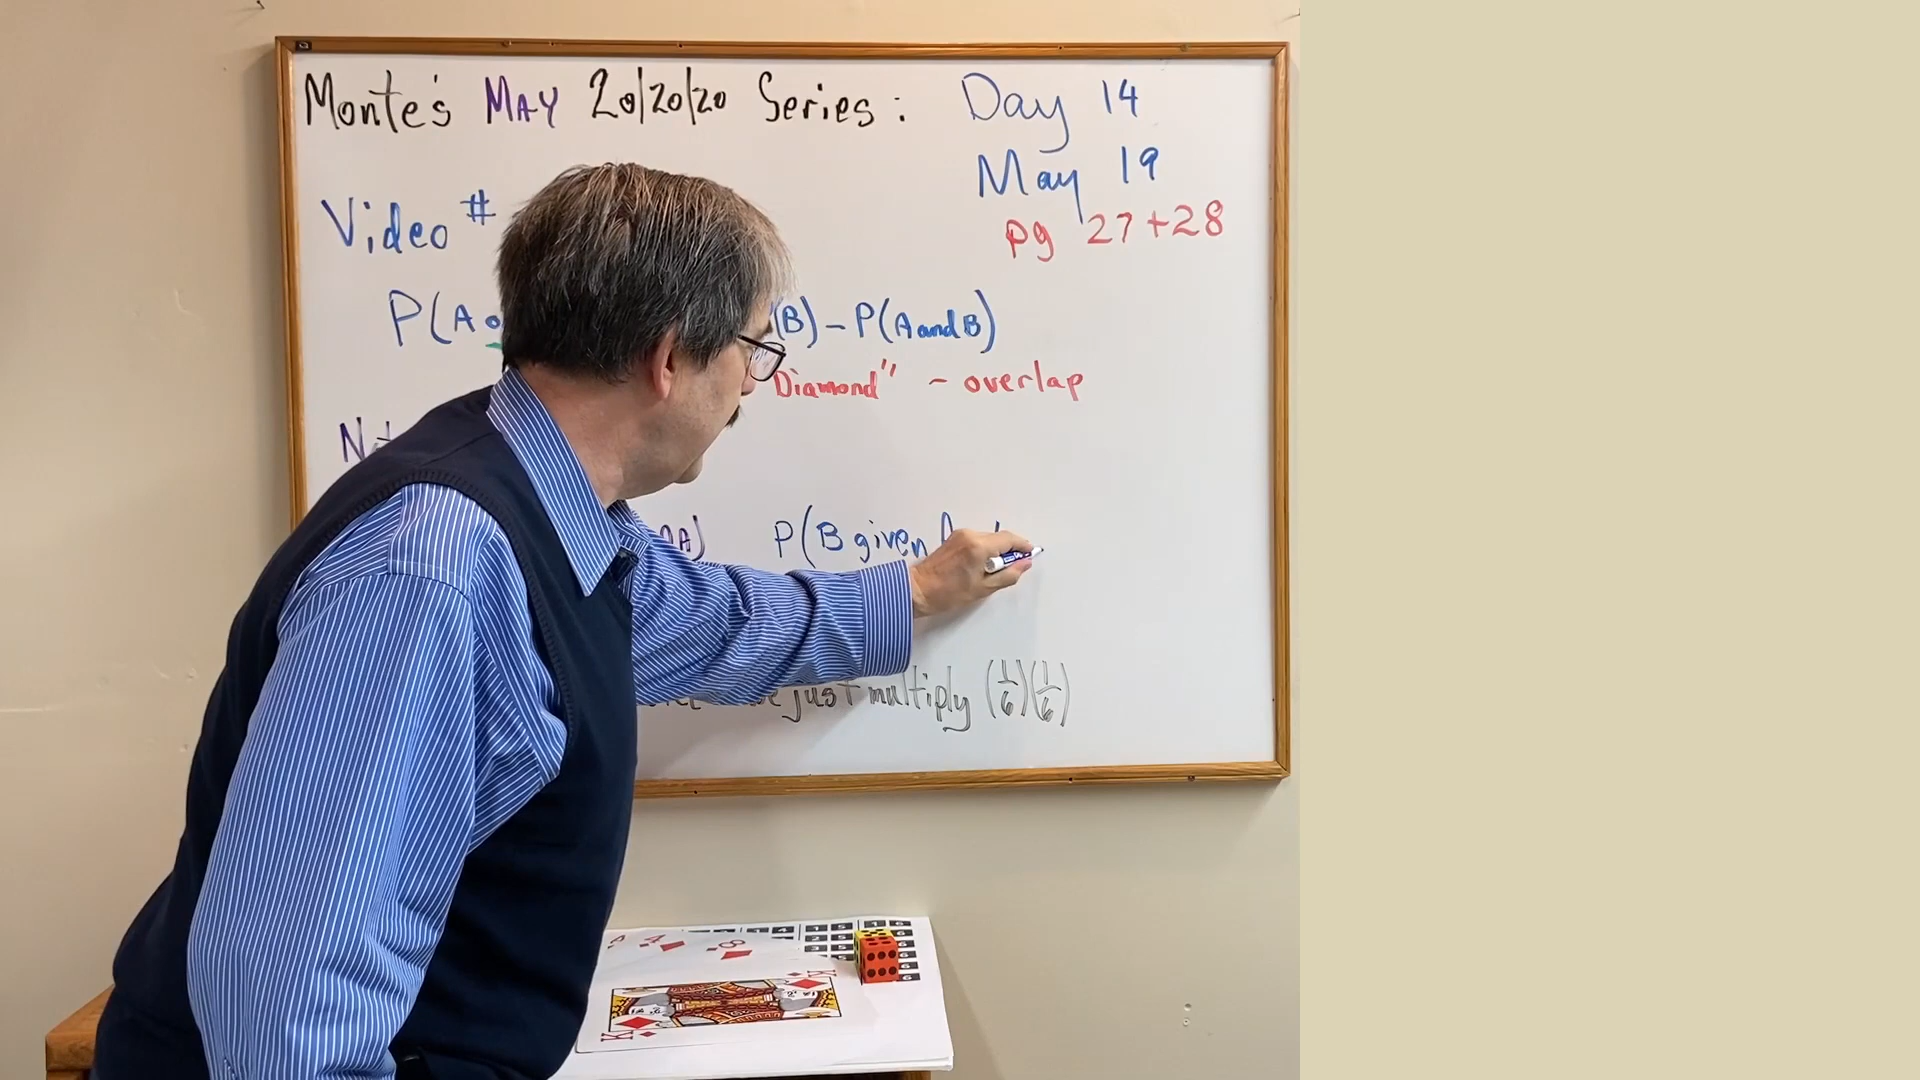 Monte's MAY 20/20/20 Series: Day 14
May 19
Video #
pg 27+28
P(A (B) - P(A and B)
Diamond" - overlap
A) P(B given
just multiply (1/6)(1/6)